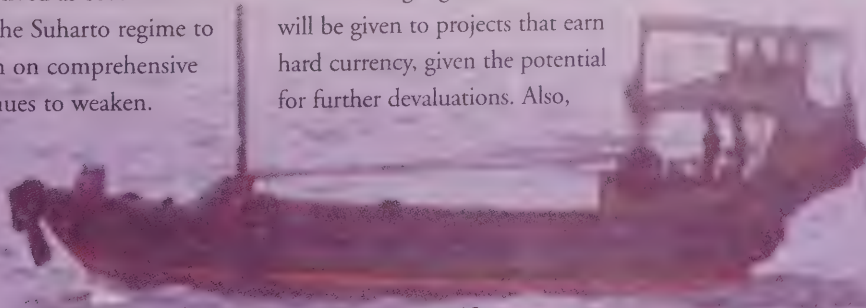 he Suharto regime to
on comprehensive
ues to weaken.
will be given to projects that earn
hard currency, given the potential
for further devaluations. Also,